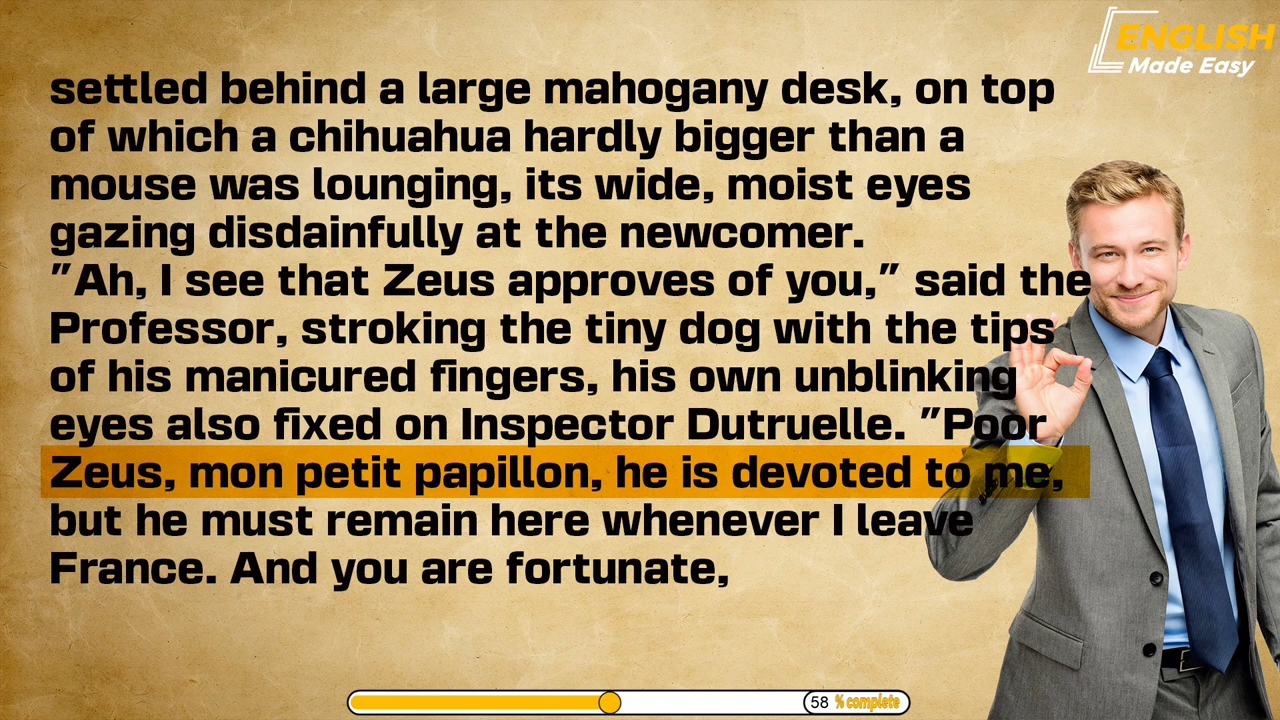 ENGLISH
Made Easy
settled behind a large mahogany desk, on top
of which a chihuahua hardly bigger than a
mouse was lounging, its wide, moist eyes
gazing disdainfully at the newcomer.
"Ah, I see that Zeus approves of you," said the
Professor, stroking the tiny dog with the tips
of his manicured fingers, his own unblinking
eyes also fixed on Inspector Dutruelle. "Poor
Zeus, mon petit papillon, he is devoted to me,
but he must remain here whenever I leave
France. And you are fortunate,
58 % complete